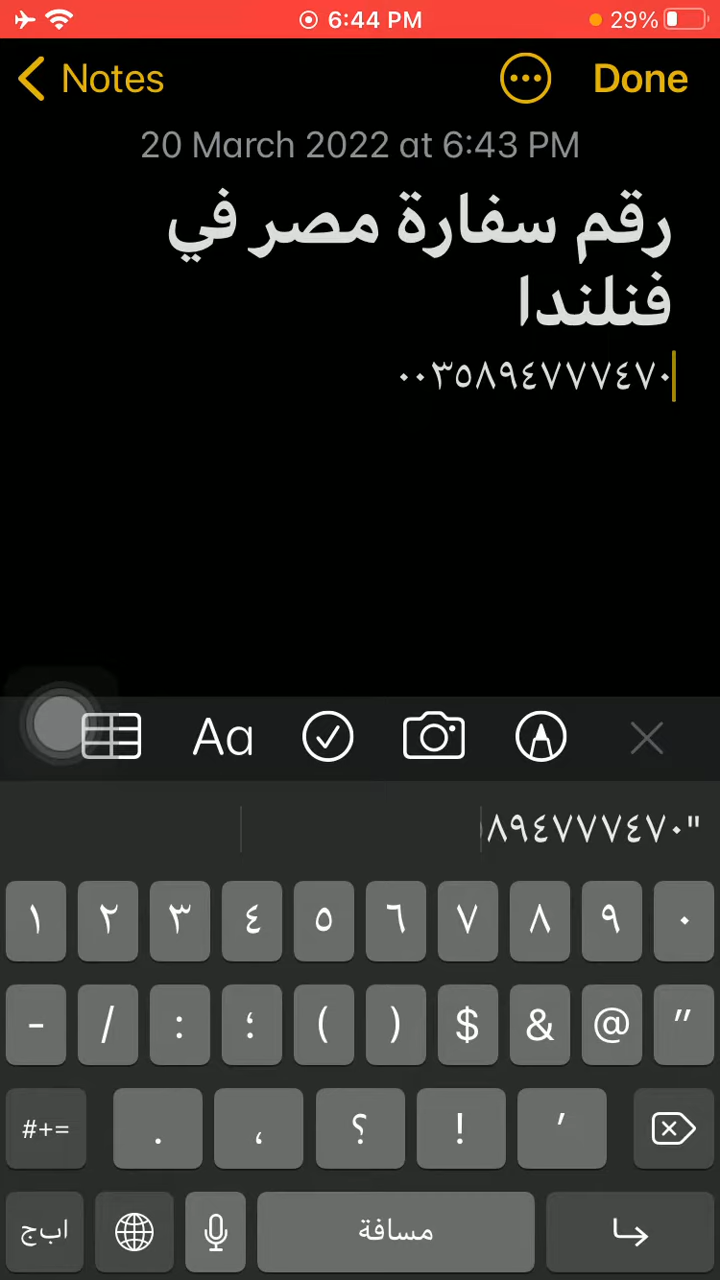 6:44 PM
29%
Notes
Done
20 March 2022 at 6:43 PM
رقم سفارة مصر في
فنلندا
٠٠٣٥٨٩٤٧٧٧٤٧٠
Aa
٨٩٤٧٧٧٤٧٠"
١ ٢ ٣ ٤ ٥ ٦ ٧ ٨ ٩ ٠
- / : ؛ ( ) $ & @ "
#+= . ، ؟ ! '
اب‌ج مسافة